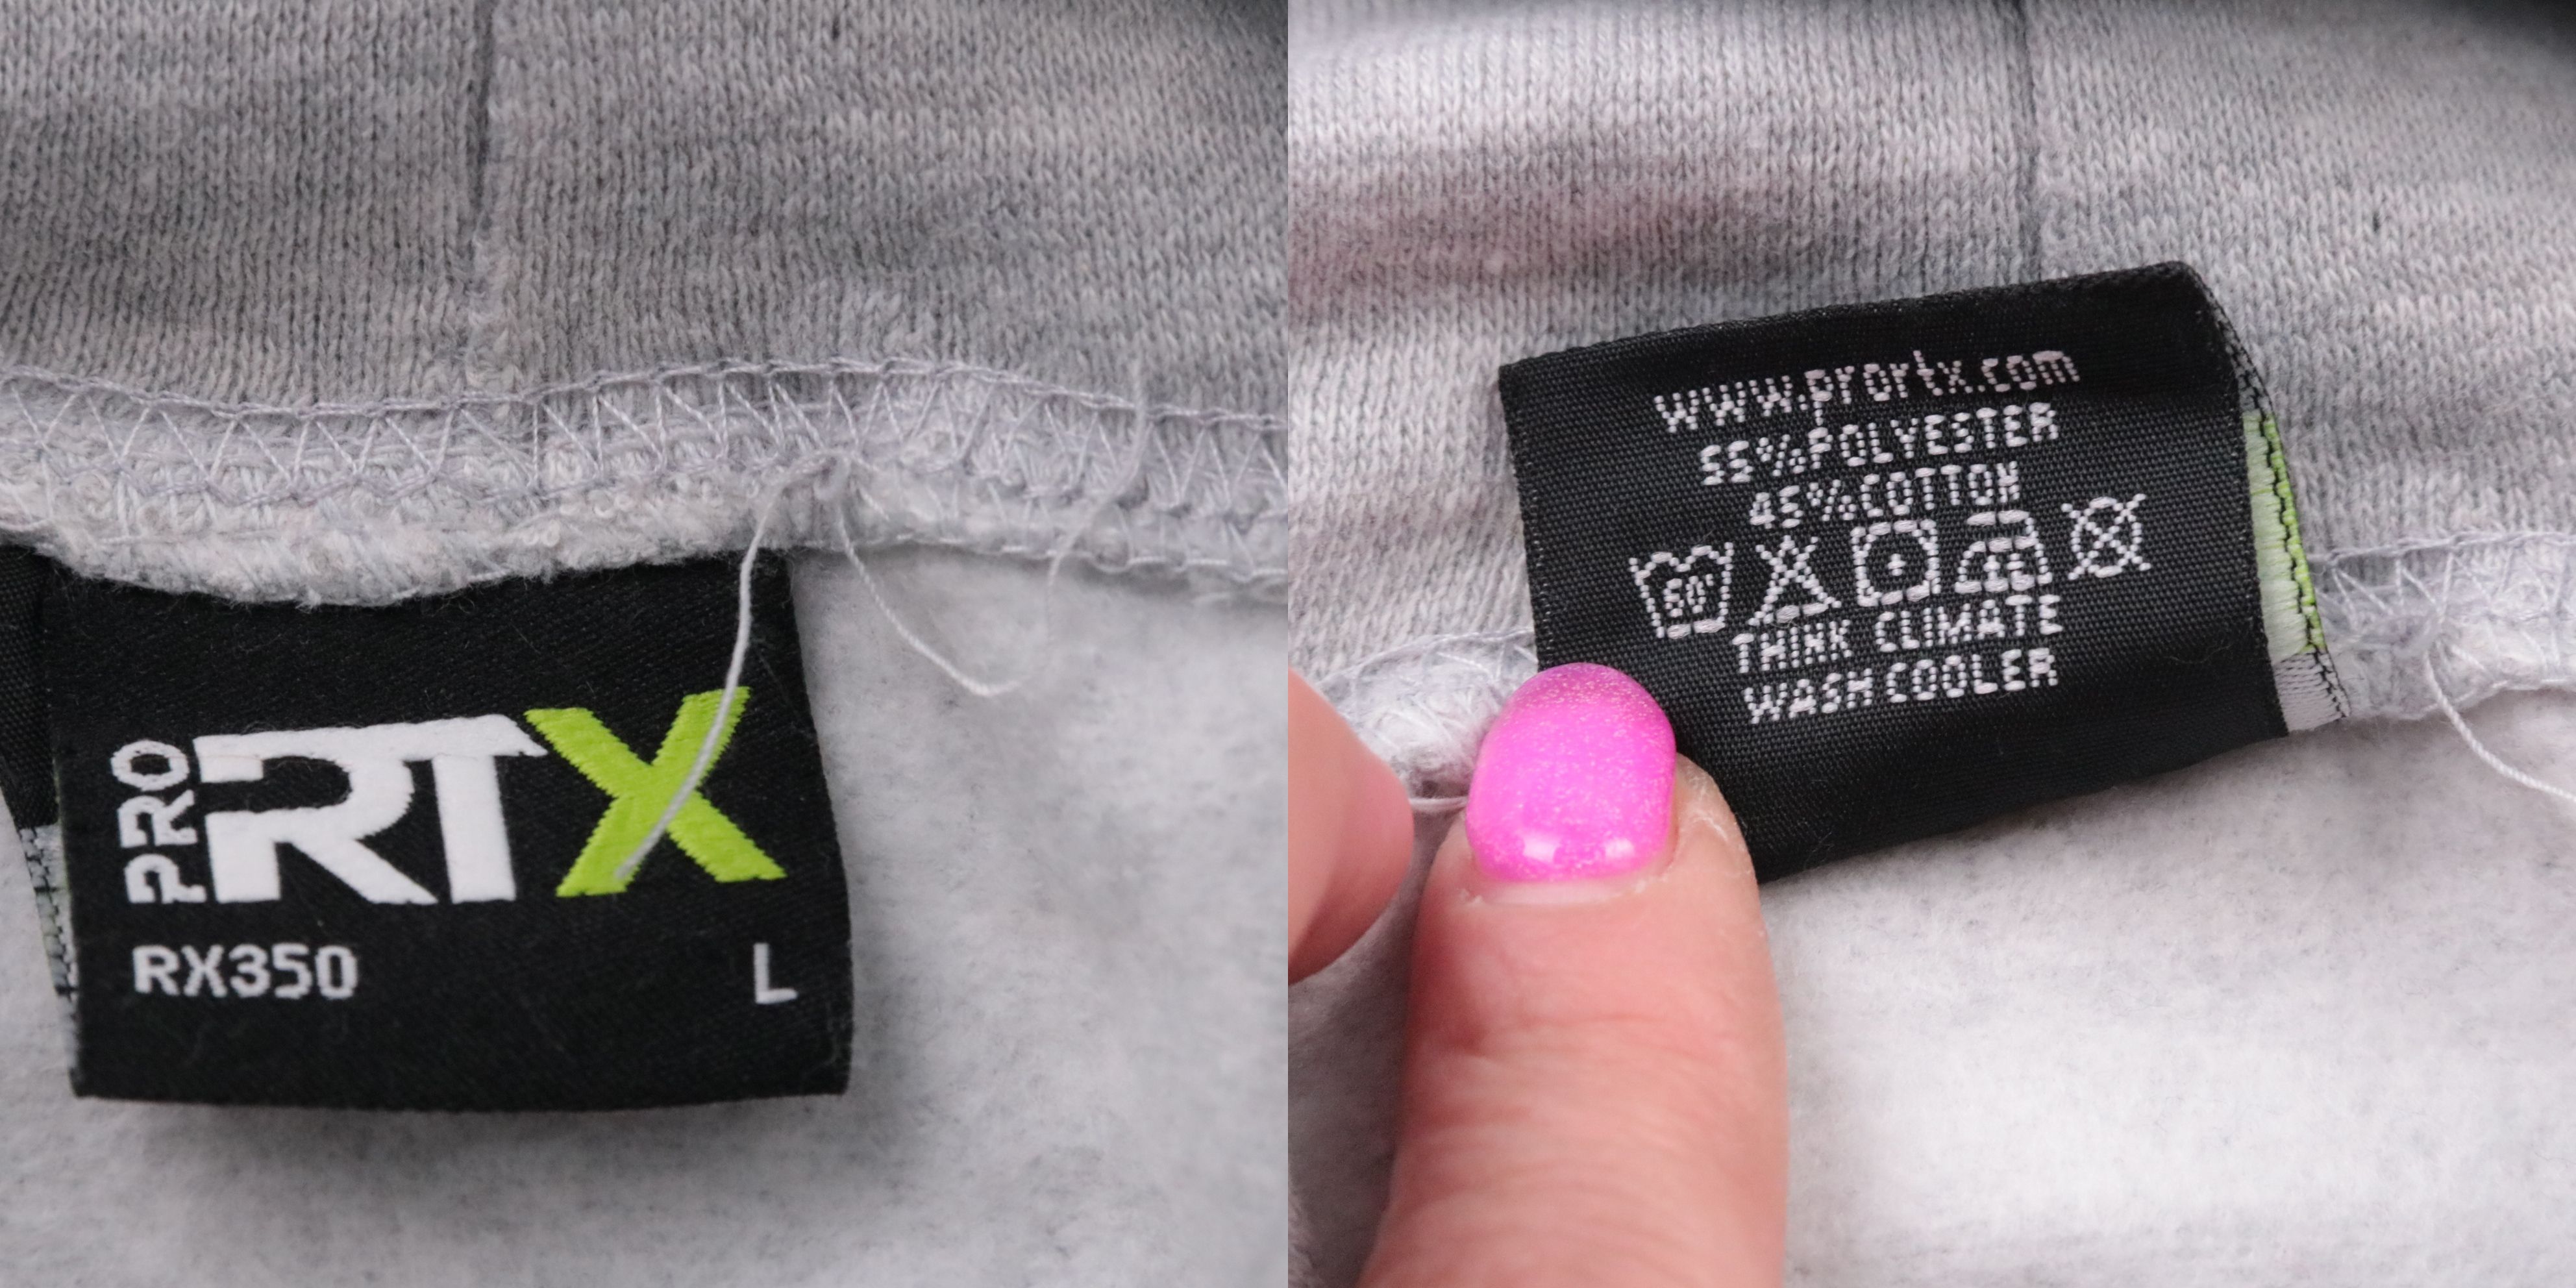 PRO RTX
RX350 L
www.prortx.com
55%POLYESTER
45%COTTON
60°
THINK CLIMATE
WASH COOLER